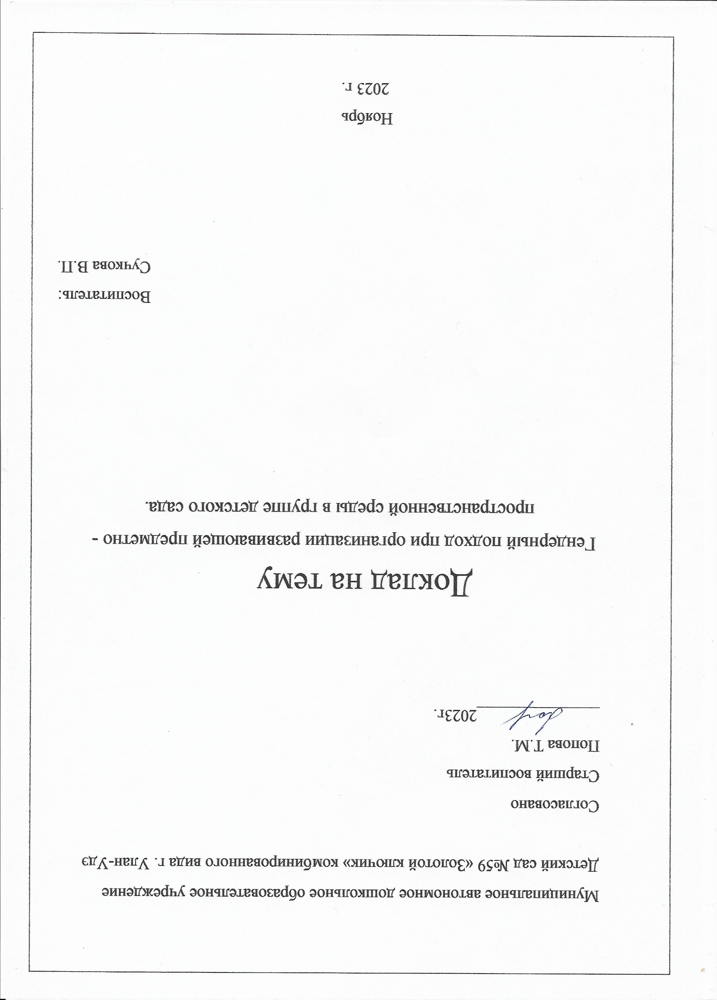 Муниципальное автономное дошкольное образовательное учреждение
Детский сад №59 «Золотой ключик» комбинированного вида г. Улан-Удэ
Согласовано
Старший воспитатель
Попова Т.М.
____________2023г.
Доклад на тему
Гендерный подход при организации развивающей предметно -
пространственной среды в группе детского сада.
Воспитатель:
Сучкова В.П.
Ноябрь
2023 г.